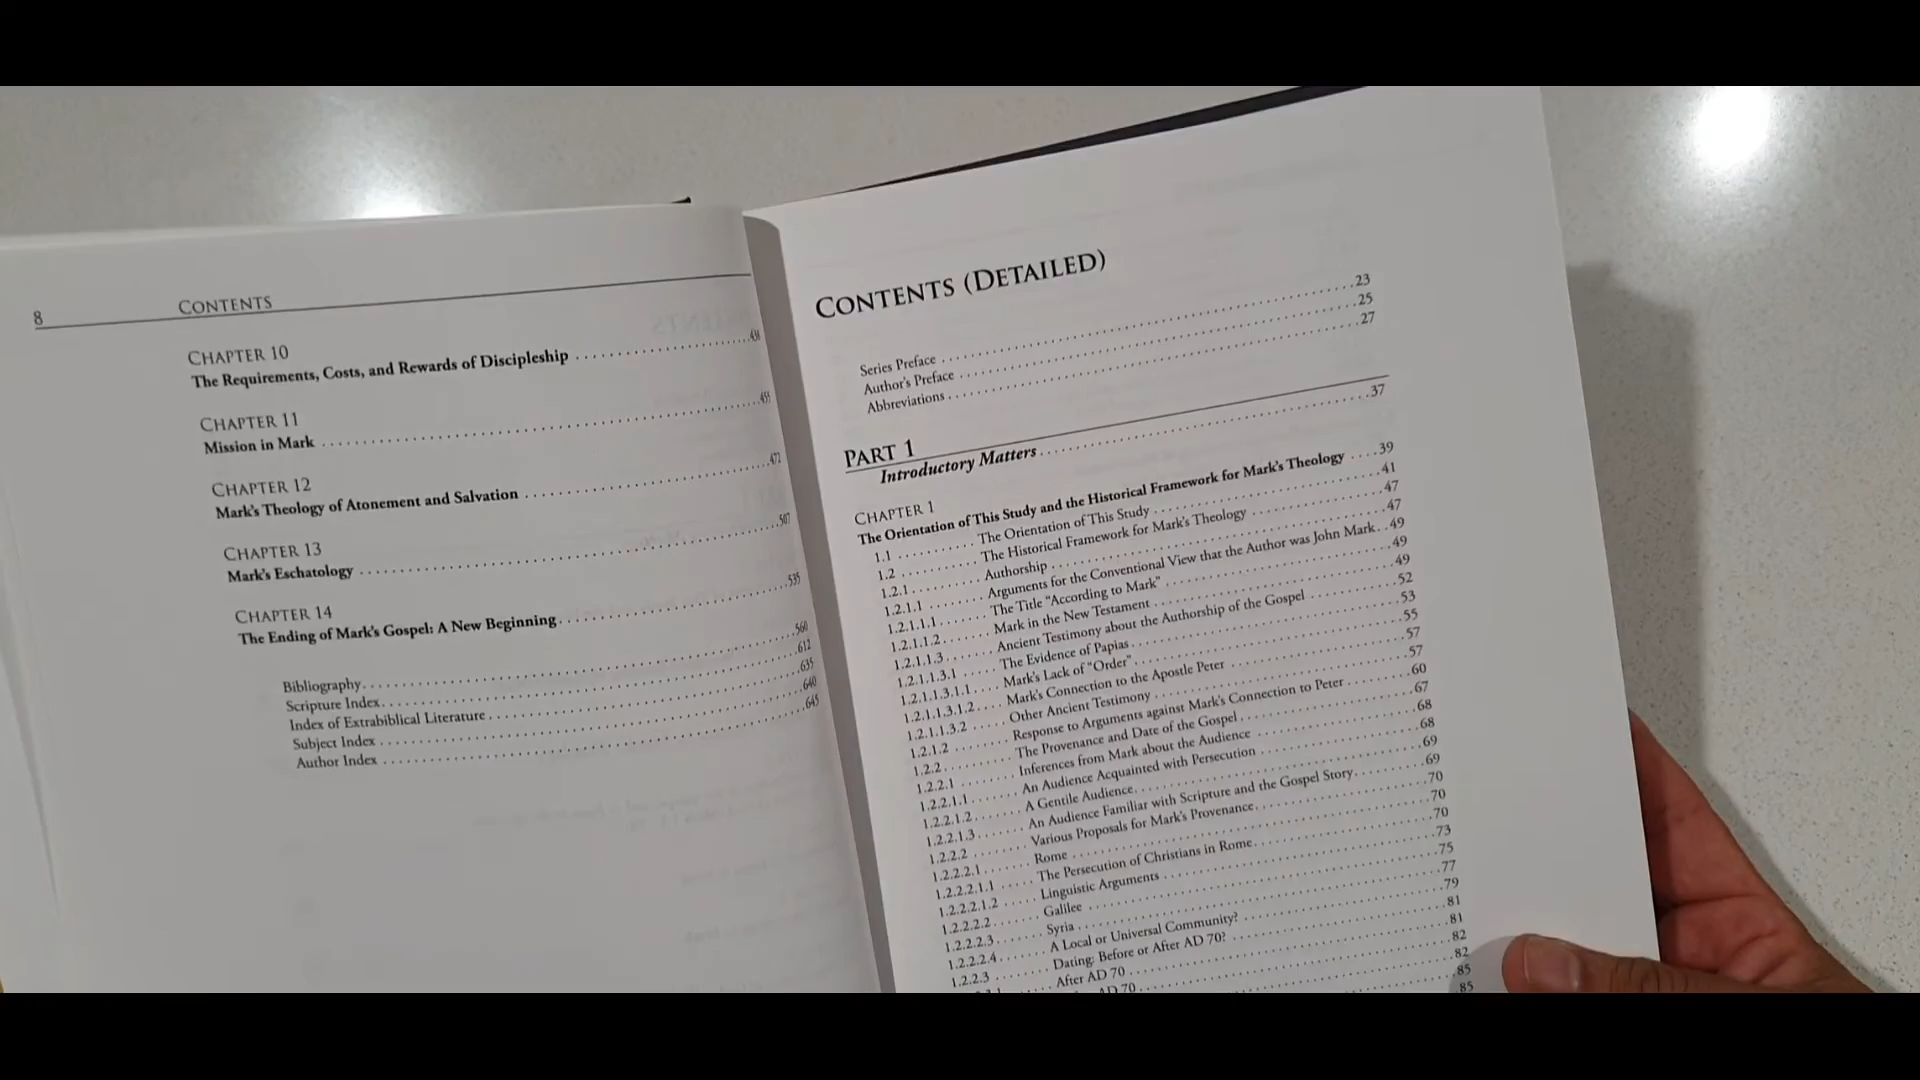 8 CONTENTS
CHAPTER 10
The Requirements, Costs, and Rewards of Discipleship ........ 434
CHAPTER 11
Mission in Mark ........ 455
CHAPTER 12
Mark's Theology of Atonement and Salvation ........ 472
CHAPTER 13
Mark's Eschatology ........ 507
CHAPTER 14
The Ending of Mark's Gospel: A New Beginning ........ 535
Bibliography ........ 560
Scripture Index ........ 612
Index of Extrabiblical Literature ........ 635
Subject Index ........ 640
Author Index ........ 645
CONTENTS (DETAILED)
Series Preface ........ 23
Author's Preface ........ 25
Abbreviations ........ 27
PART 1
Introductory Matters ........ 37
CHAPTER 1
The Orientation of This Study and the Historical Framework for Mark's Theology .... 39
1.1 ........ The Orientation of This Study ........ 41
1.2 ........ The Historical Framework for Mark's Theology ........ 47
1.2.1 ........ Authorship ........ 47
1.2.1.1 ........ Arguments for the Conventional View that the Author was John Mark .. 49
1.2.1.1.1 ....... The Title "According to Mark" ........ 49
1.2.1.1.2 ....... Mark in the New Testament ........ 49
1.2.1.1.3 ....... Ancient Testimony about the Authorship of the Gospel ........ 52
1.2.1.1.3.1 ..... The Evidence of Papias ........ 53
1.2.1.1.3.1.1 .... Mark's Lack of "Order" ........ 55
1.2.1.1.3.1.2 .... Mark's Connection to the Apostle Peter ........ 57
1.2.1.1.3.2 ..... Other Ancient Testimony ........ 57
1.2.1.2 ........ Response to Arguments against Mark's Connection to Peter ........ 60
1.2.2 ........ The Provenance and Date of the Gospel ........ 67
1.2.2.1 ........ Inferences from Mark about the Audience ........ 68
1.2.2.1.1 ....... An Audience Acquainted with Persecution ........ 68
1.2.2.1.2 ....... A Gentile Audience ........ 69
1.2.2.1.3 ....... An Audience Familiar with Scripture and the Gospel Story ........ 69
1.2.2.2 ........ Various Proposals for Mark's Provenance ........ 70
1.2.2.2.1 ....... Rome ........ 70
1.2.2.2.1.1 ..... The Persecution of Christians in Rome ........ 70
1.2.2.2.1.2 ..... Linguistic Arguments ........ 73
1.2.2.2.2 ....... Galilee ........ 75
1.2.2.2.3 ....... Syria ........ 77
1.2.2.2.4 ....... A Local or Universal Community? ........ 79
1.2.2.3 ........ Dating: Before or After AD 70? ........ 81
After AD 70 ........ 81
AD 70 ........ 82
82
85
85